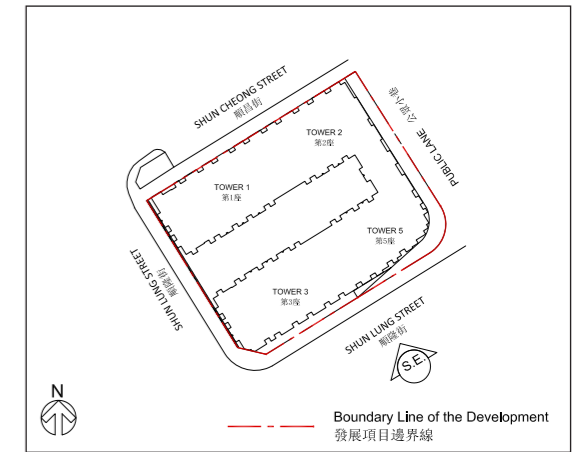 SHUN CHEONG STREET
順昌街
公眾小巷
PUBLIC LANE
TOWER 2
第2座
TOWER 1
第1座
TOWER 5
第5座
TOWER 3
第3座
SHUN LUNG STREET
順隆街
SHUN LUNG STREET
順隆街
S.E.
N
Boundary Line of the Development
發展項目邊界線